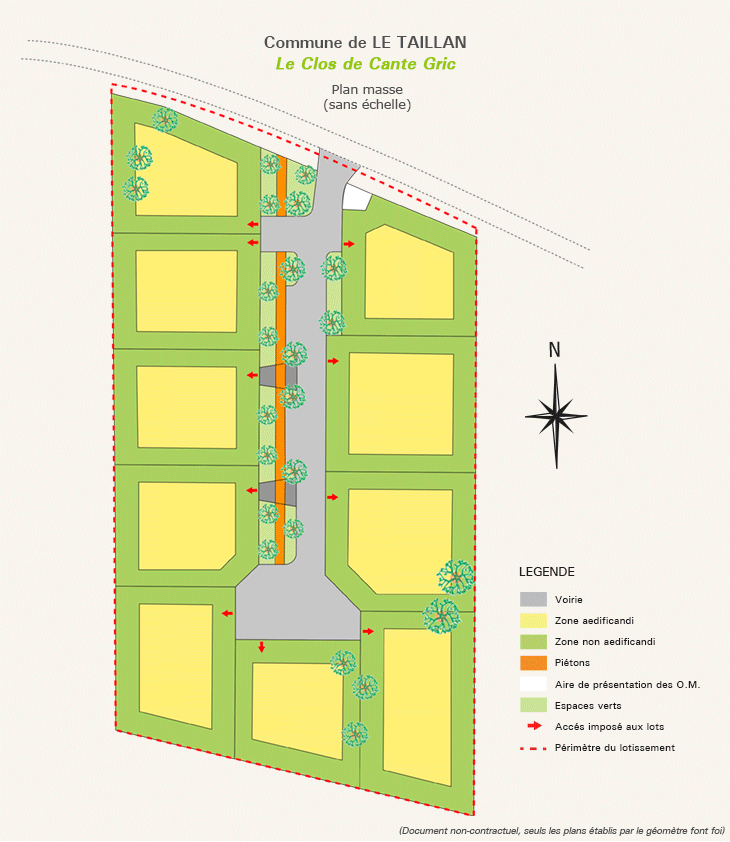 Commune de LE TAILLAN
Le Clos de Cante Gric
Plan masse
(sans échelle)
N
LEGENDE
Voirie
Zone aedificandi
Zone non aedificandi
Piétons
Aire de présentation des O.M.
Espaces verts
Accés imposé aux lots
Périmètre du lotissement
(Document non-contractuel, seuls les plans établis par le géomètre font foi)